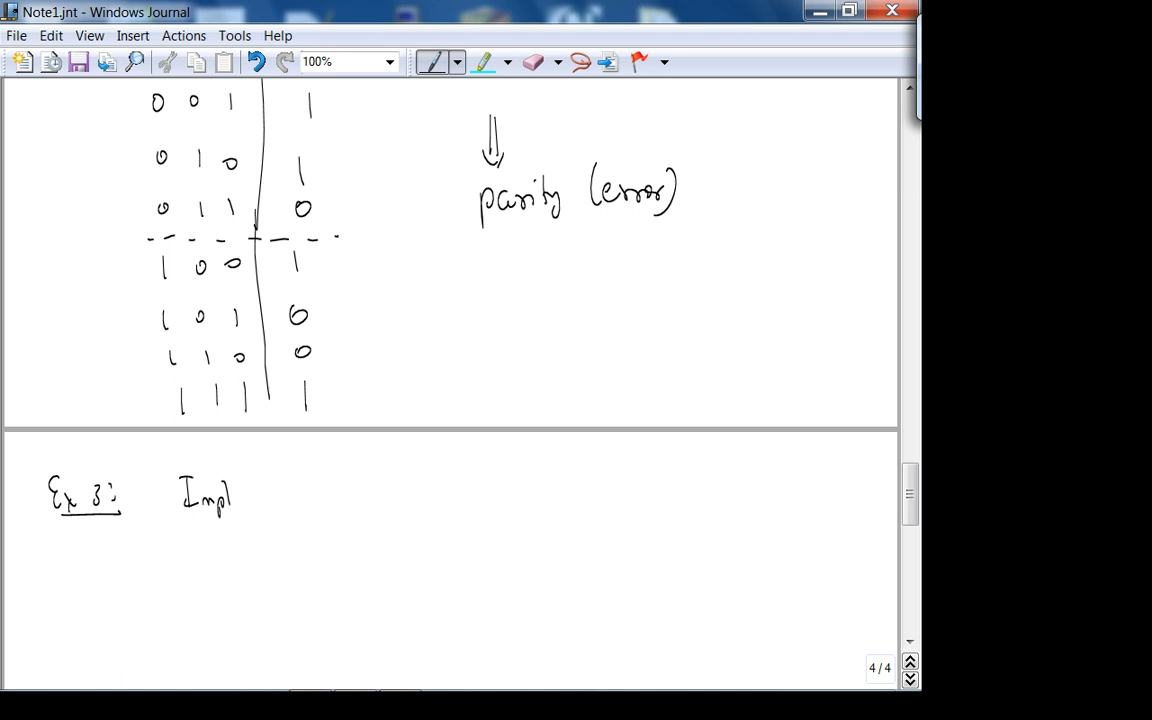 Note1.jnt - Windows Journal
File Edit View Insert Actions Tools Help
100%
0 0 1 1
0 1 0 1
parity (error)
0 1 1 0
1 0 0 1
1 0 1 0
1 1 0 0
1 1 1 1
Ex 3: Impl
4 / 4